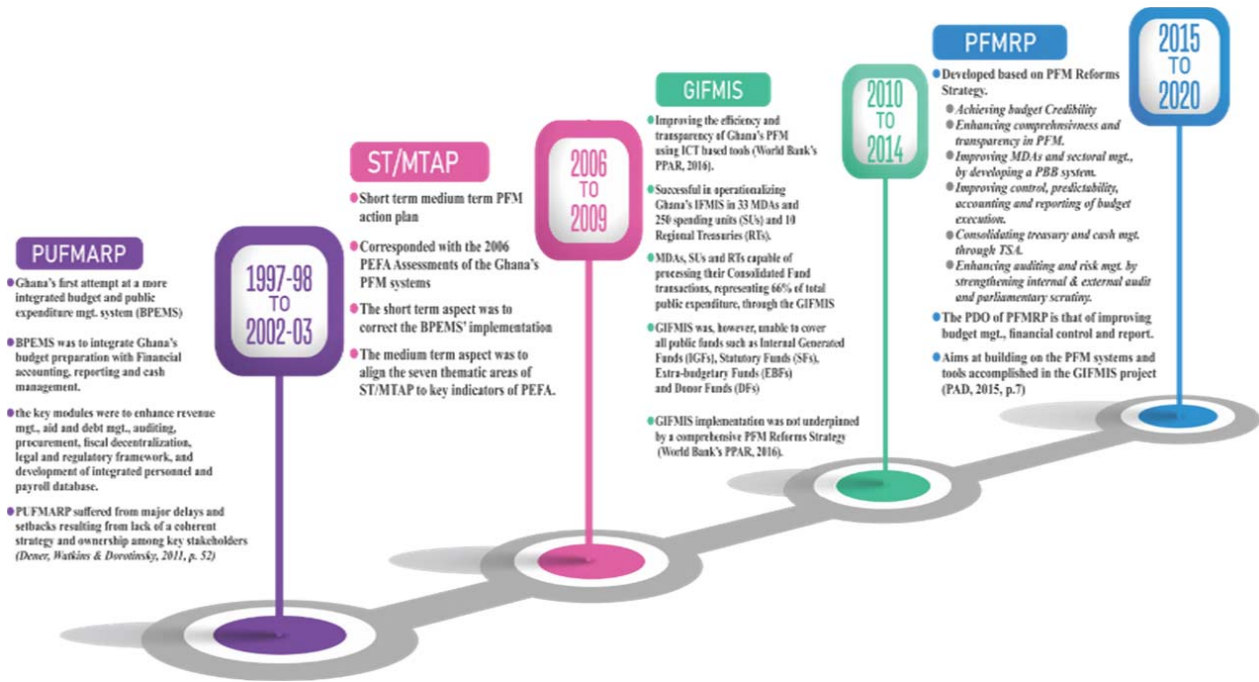 PUFMARP
Ghana's first attempt at a more
integrated budget and public
expenditure mgt. system (BPEMS)
BPEMS was to integrate Ghana's
budget preparation with Financial
accounting, reporting and cash
management.
the key modules were to enhance revenue
mgt., aid and debt mgt., auditing,
procurement, fiscal decentralization,
legal and regulatory framework, and
development of integrated personnel and
payroll database.
PUFMARP suffered from major delays and
setbacks resulting from lack of a coherent
strategy and ownership among key stakeholders
(Dener, Watkins & Dorotinsky, 2011, p. 52)
1997-98
TO
2002-03
ST/MTAP
Short term medium term PFM
action plan
Corresponded with the 2006
PEFA Assessments of the Ghana's
PFM systems
The short term aspect was to
correct the BPEMS' implementation
The medium term aspect was to
align the seven thematic areas of
ST/MTAP to key indicators of PEFA.
2006
TO
2009
GIFMIS
Improving the efficiency and
transparency of Ghana's PFM
using ICT based tools (World Bank's
PPAR, 2016).
Successful in operationalizing
Ghana's IFMIS in 33 MDAs and
250 spending units (SUs) and 10
Regional Treasuries (RTs).
MDAs, SUs and RTs capable of
processing their Consolidated Fund
transactions, representing 66% of total
public expenditure, through the GIFMIS
GIFMIS was, however, unable to cover
all public funds such as Internal Generated
Funds (IGFs), Statutory Funds (SFs),
Extra-budgetary Funds (EBFs)
and Donor Funds (DFs)
GIFMIS implementation was not underpinned
by a comprehensive PFM Reforms Strategy
(World Bank's PPAR, 2016).
2010
TO
2014
PFMRP
Developed based on PFM Reforms
Strategy.
Achieving budget Credibility
Enhancing comprehnsivness and
transparency in PFM.
Improving MDAs and sectoral mgt.,
by developing a PBB system.
Improving control, predictability,
accounting and reporting of budget
execution.
Consolidating treasury and cash mgt.
through TSA.
Enhancing auditing and risk mgt. by
strengthening internal & external audit
and parliamentary scrutiny.
The PDO of PFMRP is that of improving
budget mgt., financial control and report.
Aims at building on the PFM systems and
tools accomplished in the GIFMIS project
(PAD, 2015, p.7)
2015
TO
2020